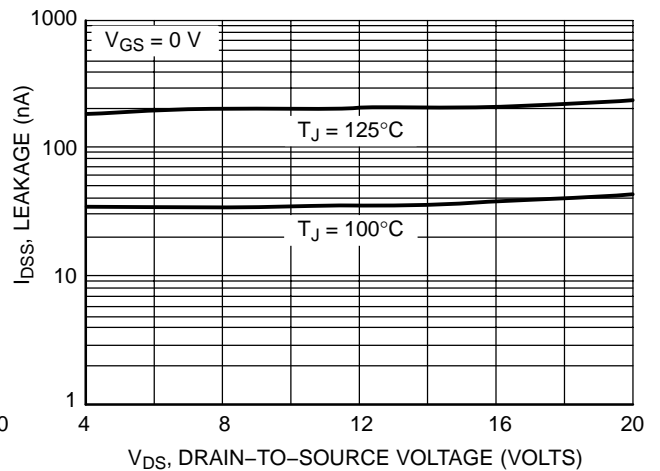 1000
V_GS = 0 V
T_J = 125°C
100
T_J = 100°C
10
1
I_DSS, LEAKAGE (nA)
0
4
8
12
16
20
V_DS, DRAIN–TO–SOURCE VOLTAGE (VOLTS)